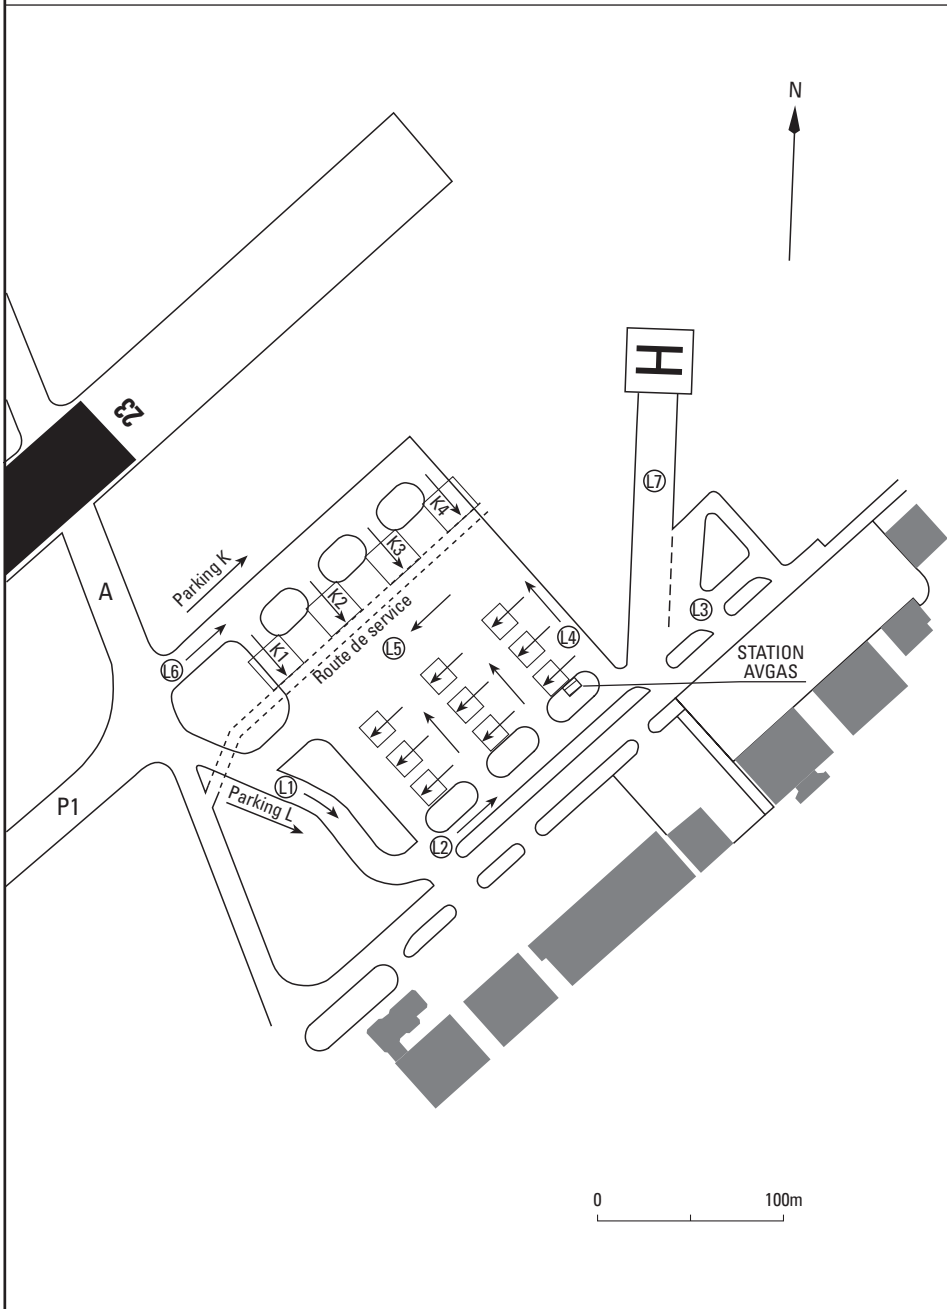 N
H
23
L7
K4
K3
K2
K1
Parking K
A
Route de service
L5
L4
L3
L6
STATION
AVGAS
L1
Parking L
P1
L2
0
100m